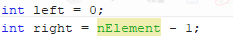 int left = 0;
int right = nElement - 1;